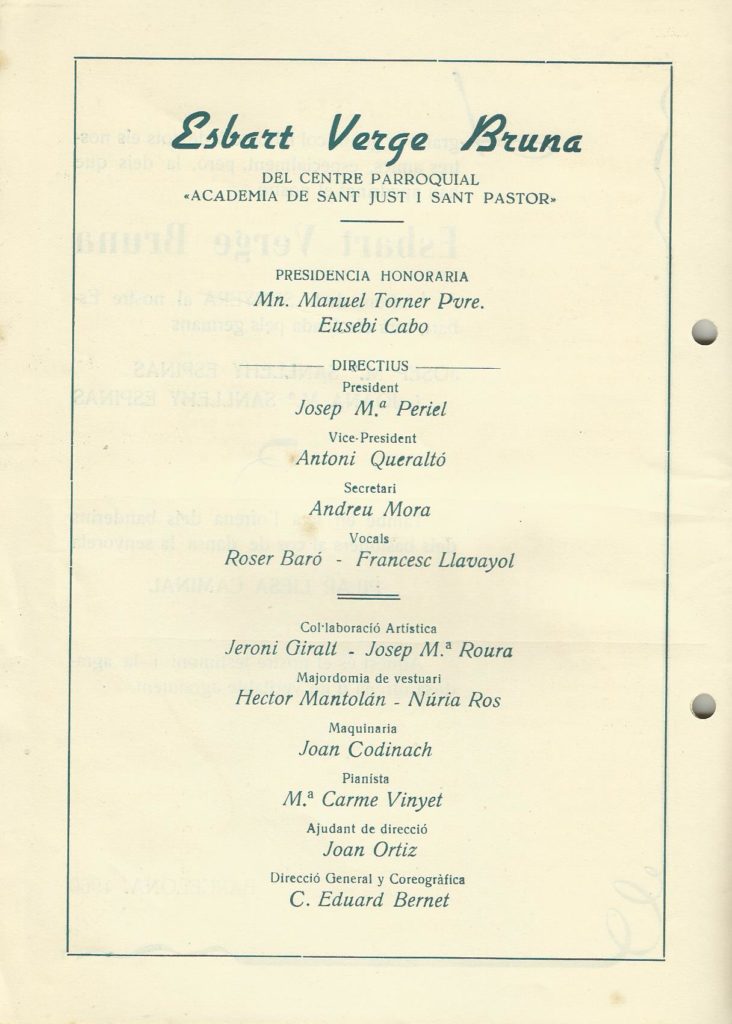 Esbart Verge Bruna
DEL CENTRE PARROQUIAL
«ACADEMIA DE SANT JUST I SANT PASTOR»
PRESIDENCIA HONORARIA
Mn. Manuel Torner Pvre.
Eusebi Cabo
DIRECTIUS
President
Josep M.ª Periel
Vice-President
Antoni Queraltó
Secretari
Andreu Mora
Vocals
Roser Baró - Francesc Llavayol
Col·laboració Artística
Jeroni Giralt - Josep M.ª Roura
Majordomia de vestuari
Hector Mantolán - Núria Ros
Maquinaria
Joan Codinach
Pianista
M.ª Carme Vinyet
Ajudant de direcció
Joan Ortiz
Direcció General y Coreogràfica
C. Eduard Bernet